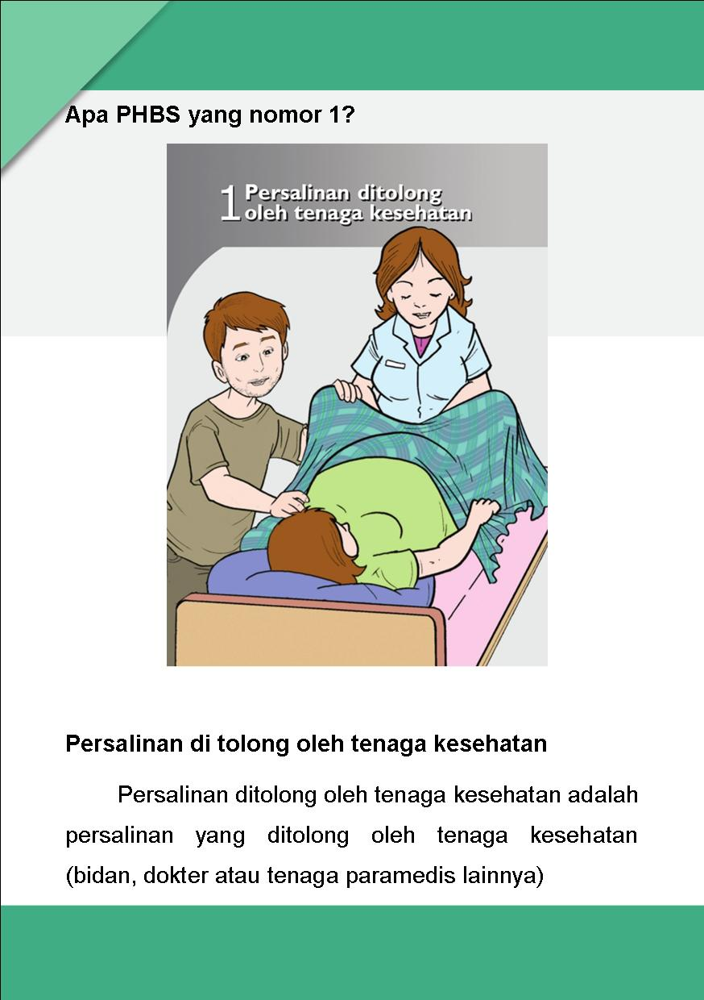 Apa PHBS yang nomor 1?
1 Persalinan ditolong
oleh tenaga kesehatan
Persalinan di tolong oleh tenaga kesehatan
Persalinan ditolong oleh tenaga kesehatan adalah
persalinan yang ditolong oleh tenaga kesehatan
(bidan, dokter atau tenaga paramedis lainnya)